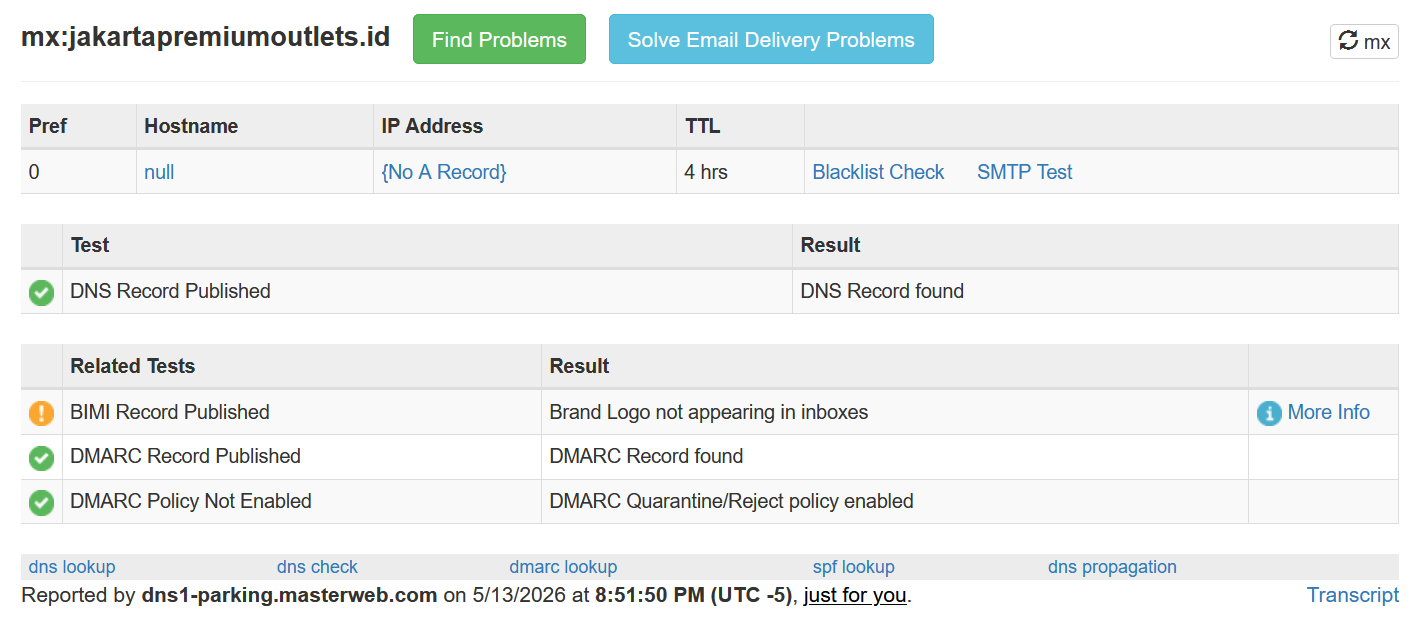 mx:jakartapremiumoutlets.id Find Problems Solve Email Delivery Problems mx
Pref Hostname IP Address TTL
0 null {No A Record} 4 hrs Blacklist Check SMTP Test
Test Result
DNS Record Published DNS Record found
Related Tests Result
BIMI Record Published Brand Logo not appearing in inboxes More Info
DMARC Record Published DMARC Record found
DMARC Policy Not Enabled DMARC Quarantine/Reject policy enabled
dns lookup dns check dmarc lookup spf lookup dns propagation
Reported by dns1-parking.masterweb.com on 5/13/2026 at 8:51:50 PM (UTC -5), just for you. Transcript